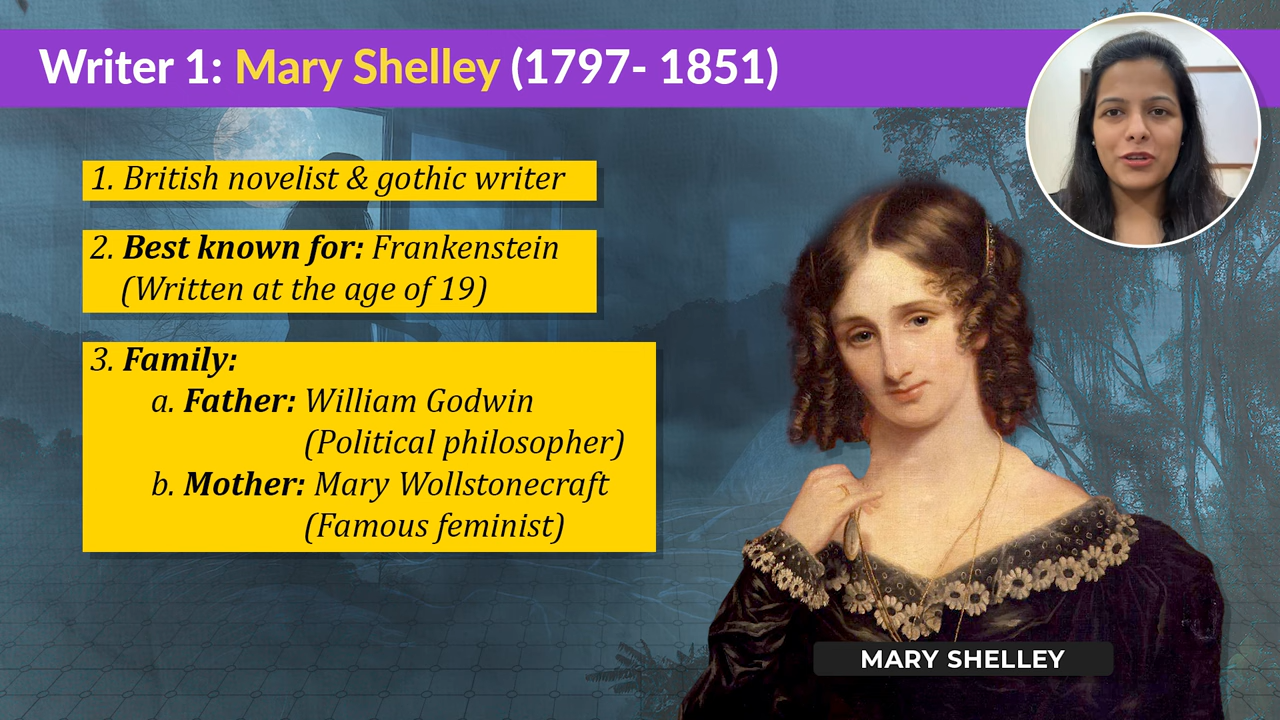 Writer 1: Mary Shelley (1797- 1851)
1. British novelist & gothic writer
2. Best known for: Frankenstein
(Written at the age of 19)
3. Family:
a. Father: William Godwin
(Political philosopher)
b. Mother: Mary Wollstonecraft
(Famous feminist)
MARY SHELLEY